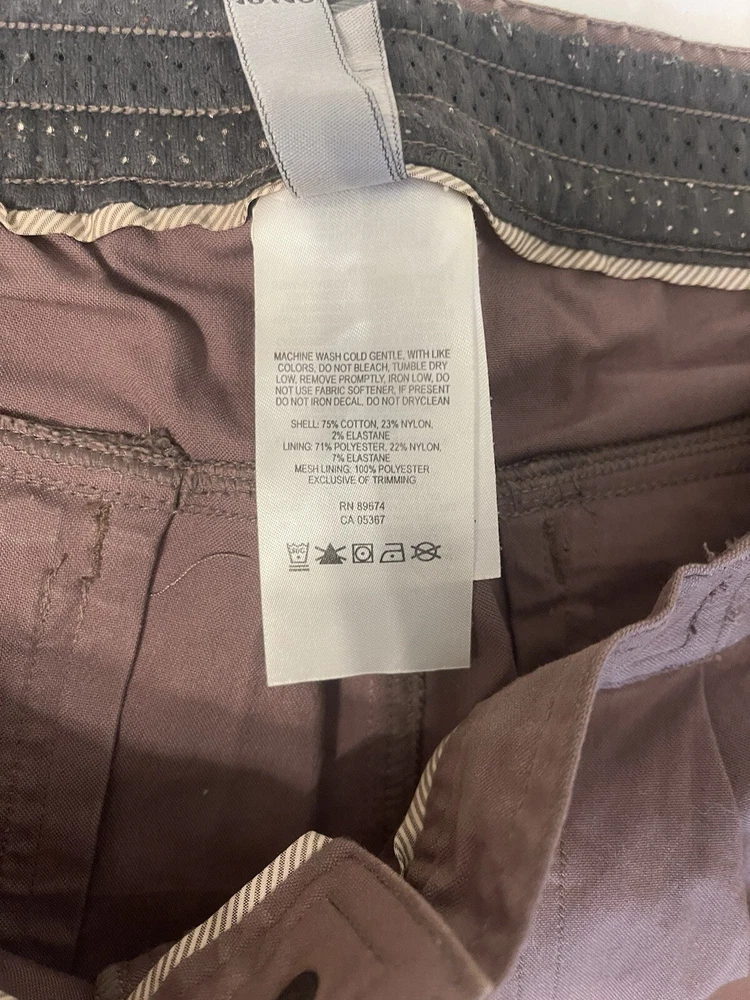 MACHINE WASH COLD GENTLE, WITH LIKE
COLORS, DO NOT BLEACH, TUMBLE DRY
LOW, REMOVE PROMPTLY, IRON LOW, DO
NOT USE FABRIC SOFTENER, IF PRESENT
DO NOT IRON DECAL, DO NOT DRYCLEAN
SHELL: 75% COTTON, 23% NYLON,
2% ELASTANE
LINING: 71% POLYESTER, 22% NYLON,
7% ELASTANE
MESH LINING: 100% POLYESTER
EXCLUSIVE OF TRIMMING
RN 89674
CA 05367